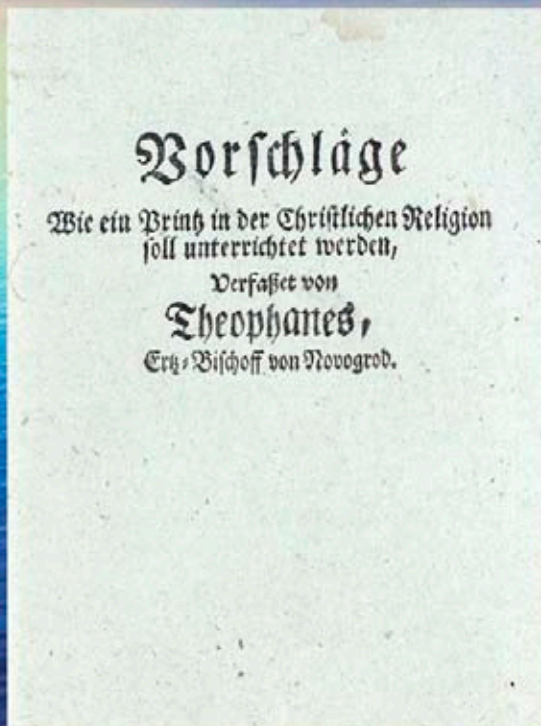 Vorschläge
Wie ein Printz in der Christlichen Religion
soll unterrichtet werden,
Verfaßet von
Theophanes,
Ertz-Bischoff von Novogrod.